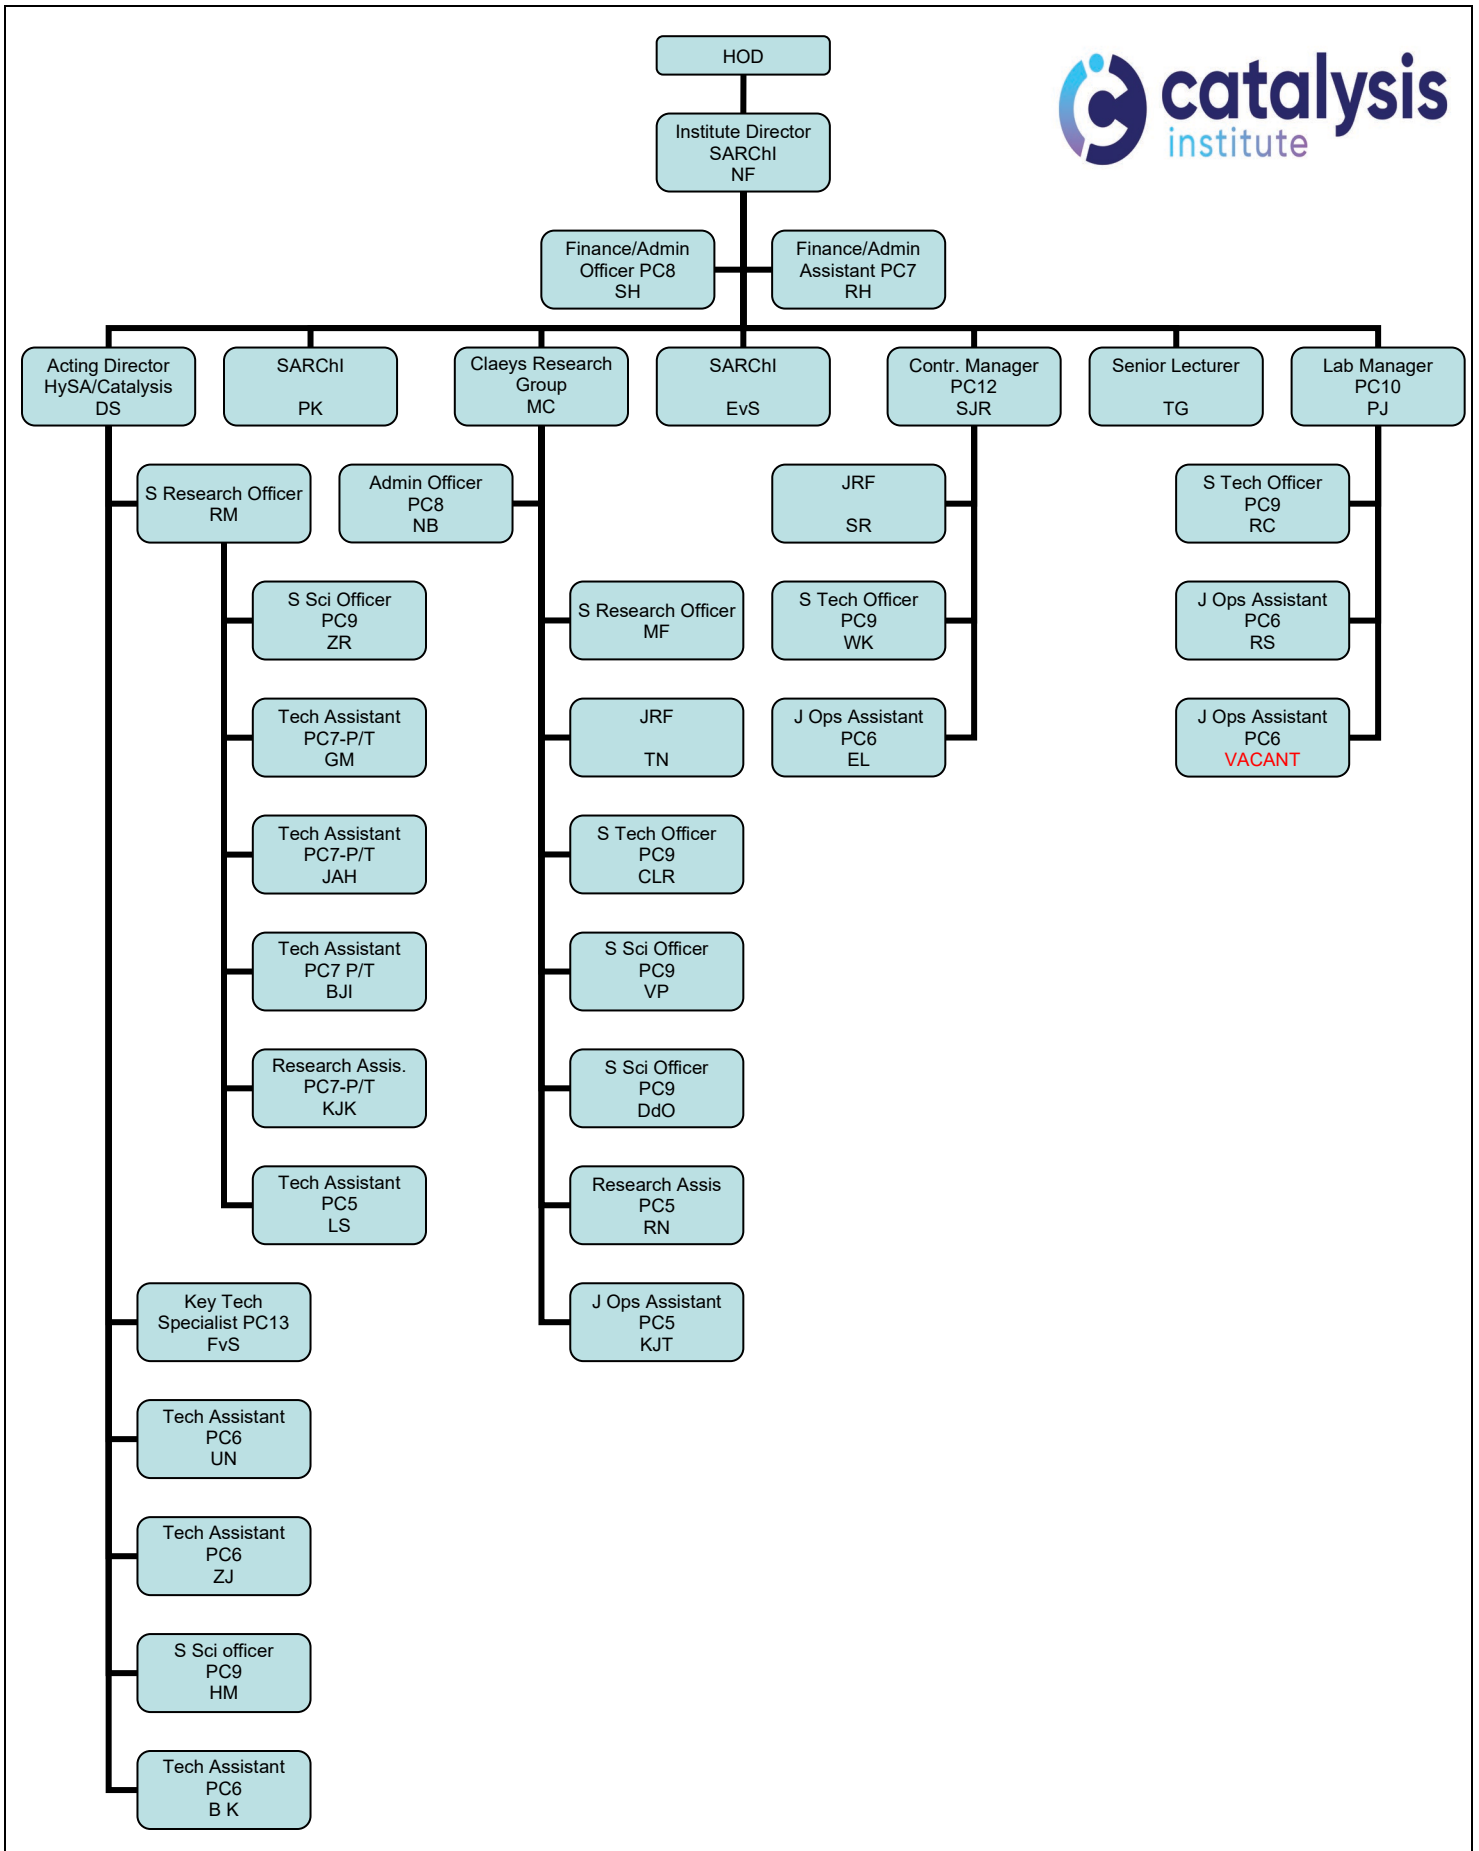 HOD
catalysis
institute
Institute Director
SARChI
NF
Finance/Admin
Officer PC8
SH
Finance/Admin
Assistant PC7
RH
Acting Director
HySA/Catalysis
DS
SARChI
PK
Claeys Research
Group
MC
SARChI
EvS
Contr. Manager
PC12
SJR
Senior Lecturer
TG
Lab Manager
PC10
PJ
S Research Officer
RM
Admin Officer
PC8
NB
JRF
SR
S Tech Officer
PC9
RC
S Sci Officer
PC9
ZR
S Research Officer
MF
S Tech Officer
PC9
WK
J Ops Assistant
PC6
RS
Tech Assistant
PC7-P/T
GM
JRF
TN
J Ops Assistant
PC6
EL
J Ops Assistant
PC6
VACANT
Tech Assistant
PC7-P/T
JAH
S Tech Officer
PC9
CLR
Tech Assistant
PC7 P/T
BJI
S Sci Officer
PC9
VP
Research Assis.
PC7-P/T
KJK
S Sci Officer
PC9
DdO
Tech Assistant
PC5
LS
Research Assis
PC5
RN
Key Tech
Specialist PC13
FvS
J Ops Assistant
PC5
KJT
Tech Assistant
PC6
UN
Tech Assistant
PC6
ZJ
S Sci officer
PC9
HM
Tech Assistant
PC6
B K